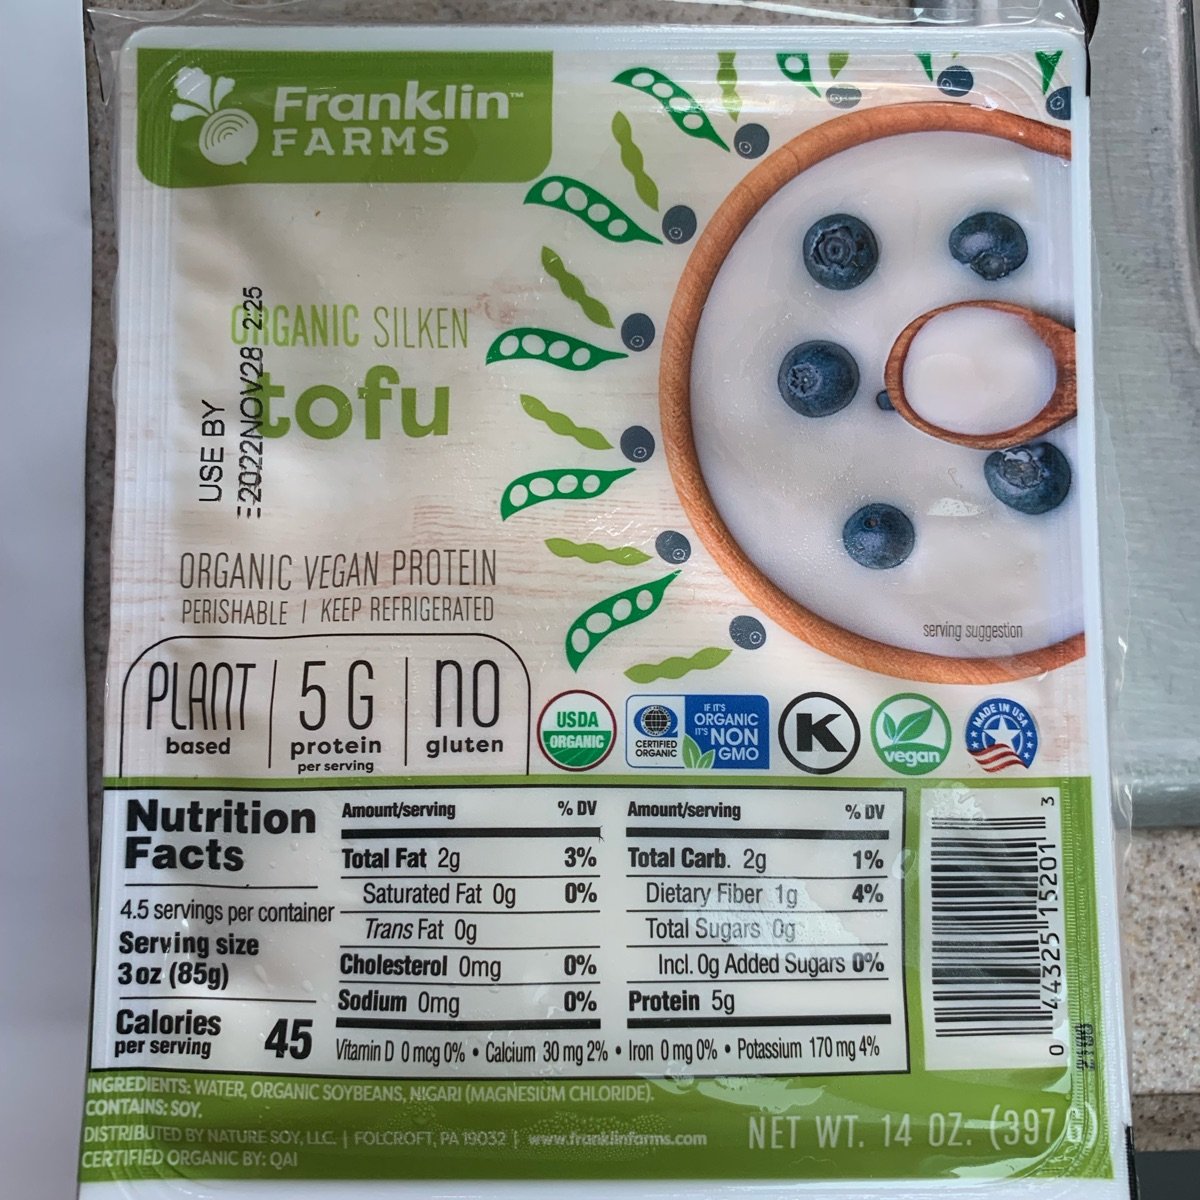 Franklin™
FARMS
ORGANIC SILKEN
tofu
USE BY
2022NOV28 2:25
ORGANIC VEGAN PROTEIN
PERISHABLE | KEEP REFRIGERATED
serving suggestion
PLANT
based
5 G
protein
per serving
NO
gluten
USDA
ORGANIC
CERTIFIED
ORGANIC
IF IT'S
ORGANIC
IT'S NON
GMO
K
vegan
MADE IN USA
Nutrition
Facts
4.5 servings per container
Serving size
3 oz (85g)
Calories
per serving
45
Amount/serving % DV
Total Fat 2g 3%
Saturated Fat 0g 0%
Trans Fat 0g
Cholesterol 0mg 0%
Sodium 0mg 0%
Amount/serving % DV
Total Carb. 2g 1%
Dietary Fiber 1g 4%
Total Sugars 0g
Incl. 0g Added Sugars 0%
Protein 5g
Vitamin D 0 mcg 0% • Calcium 30 mg 2% • Iron 0 mg 0% • Potassium 170 mg 4%
0 44325 15201 3
INGREDIENTS: WATER, ORGANIC SOYBEANS, NIGARI (MAGNESIUM CHLORIDE).
CONTAINS: SOY.
DISTRIBUTED BY NATURE SOY, LLC. | FOLCROFT, PA 19032 | www.franklinfarms.com
CERTIFIED ORGANIC BY: QAI
NET WT. 14 OZ. (397